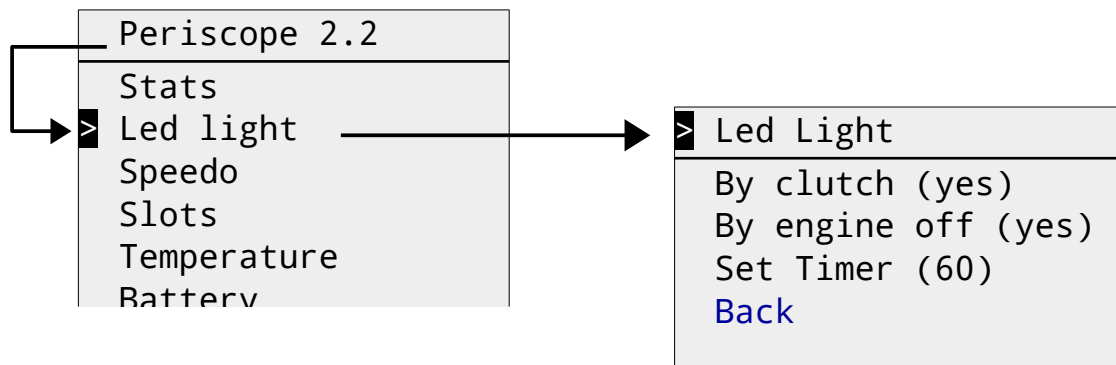 Periscope 2.2
Stats
> Led light
Speedo
Slots
Temperature
Battery
> Led Light
By clutch (yes)
By engine off (yes)
Set Timer (60)
Back